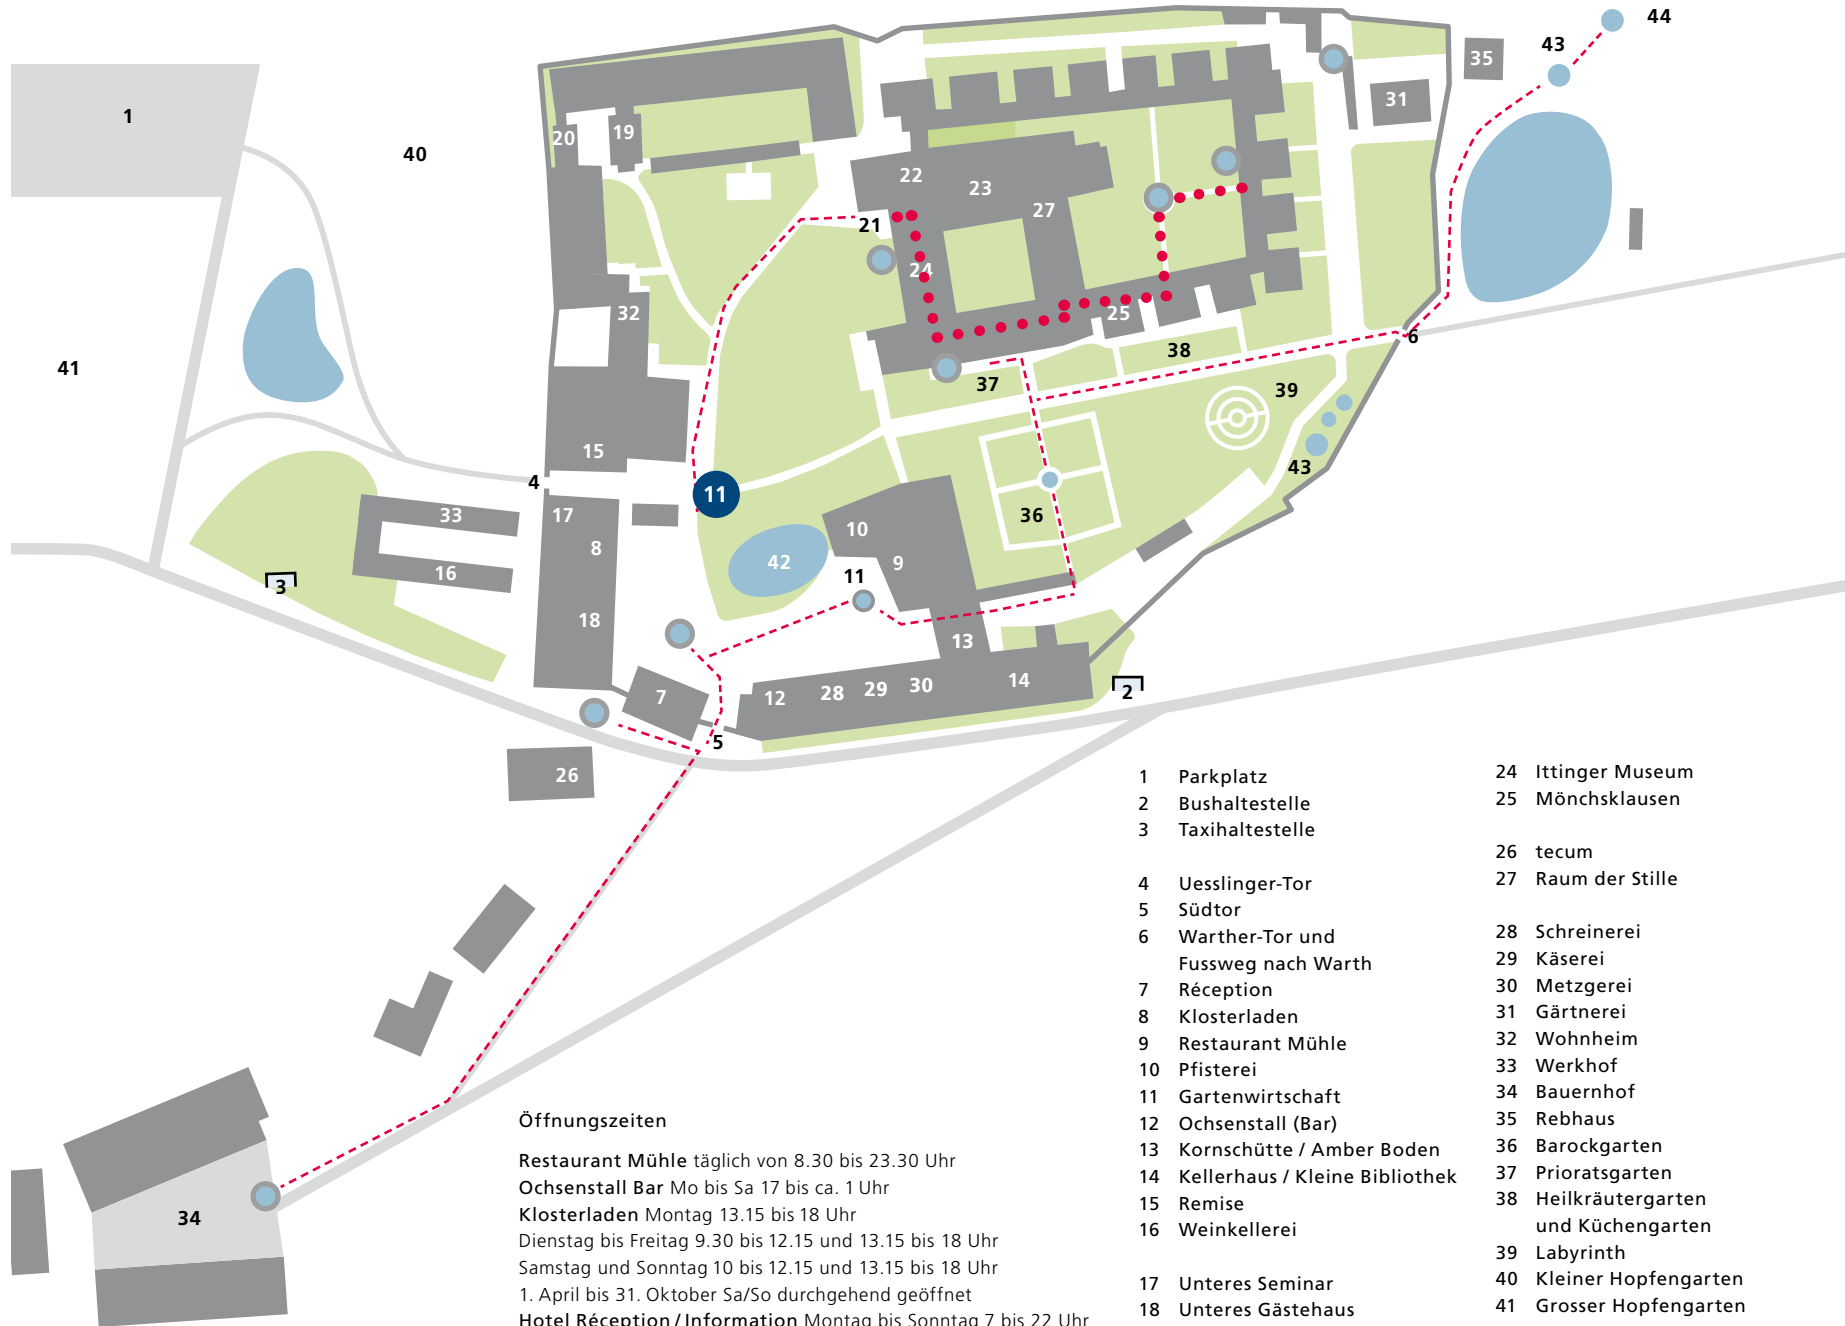 44
43
35
1
31
20
19
40
22
23
27
21
24
32
25
6
38
41
37
39
15
43
4
11
33
17
36
10
8
42
9
16
11
3
18
13
14
30
29
28
12
7
2
5
26
34
1 Parkplatz
2 Bushaltestelle
3 Taxihaltestelle
4 Uesslinger-Tor
5 Südtor
6 Warther-Tor und
Fussweg nach Warth
7 Réception
8 Klosterladen
9 Restaurant Mühle
10 Pfisterei
11 Gartenwirtschaft
12 Ochsenstall (Bar)
13 Kornschütte / Amber Boden
14 Kellerhaus / Kleine Bibliothek
15 Remise
16 Weinkellerei
17 Unteres Seminar
18 Unteres Gästehaus
24 Ittinger Museum
25 Mönchsklausen
26 tecum
27 Raum der Stille
28 Schreinerei
29 Käserei
30 Metzgerei
31 Gärtnerei
32 Wohnheim
33 Werkhof
34 Bauernhof
35 Rebhaus
36 Barockgarten
37 Prioratsgarten
38 Heilkräutergarten
und Küchengarten
39 Labyrinth
40 Kleiner Hopfengarten
41 Grosser Hopfengarten
Öffnungszeiten
Restaurant Mühle täglich von 8.30 bis 23.30 Uhr
Ochsenstall Bar Mo bis Sa 17 bis ca. 1 Uhr
Klosterladen Montag 13.15 bis 18 Uhr
Dienstag bis Freitag 9.30 bis 12.15 und 13.15 bis 18 Uhr
Samstag und Sonntag 10 bis 12.15 und 13.15 bis 18 Uhr
1. April bis 31. Oktober Sa/So durchgehend geöffnet
Hotel Réception / Information Montag bis Sonntag 7 bis 22 Uhr